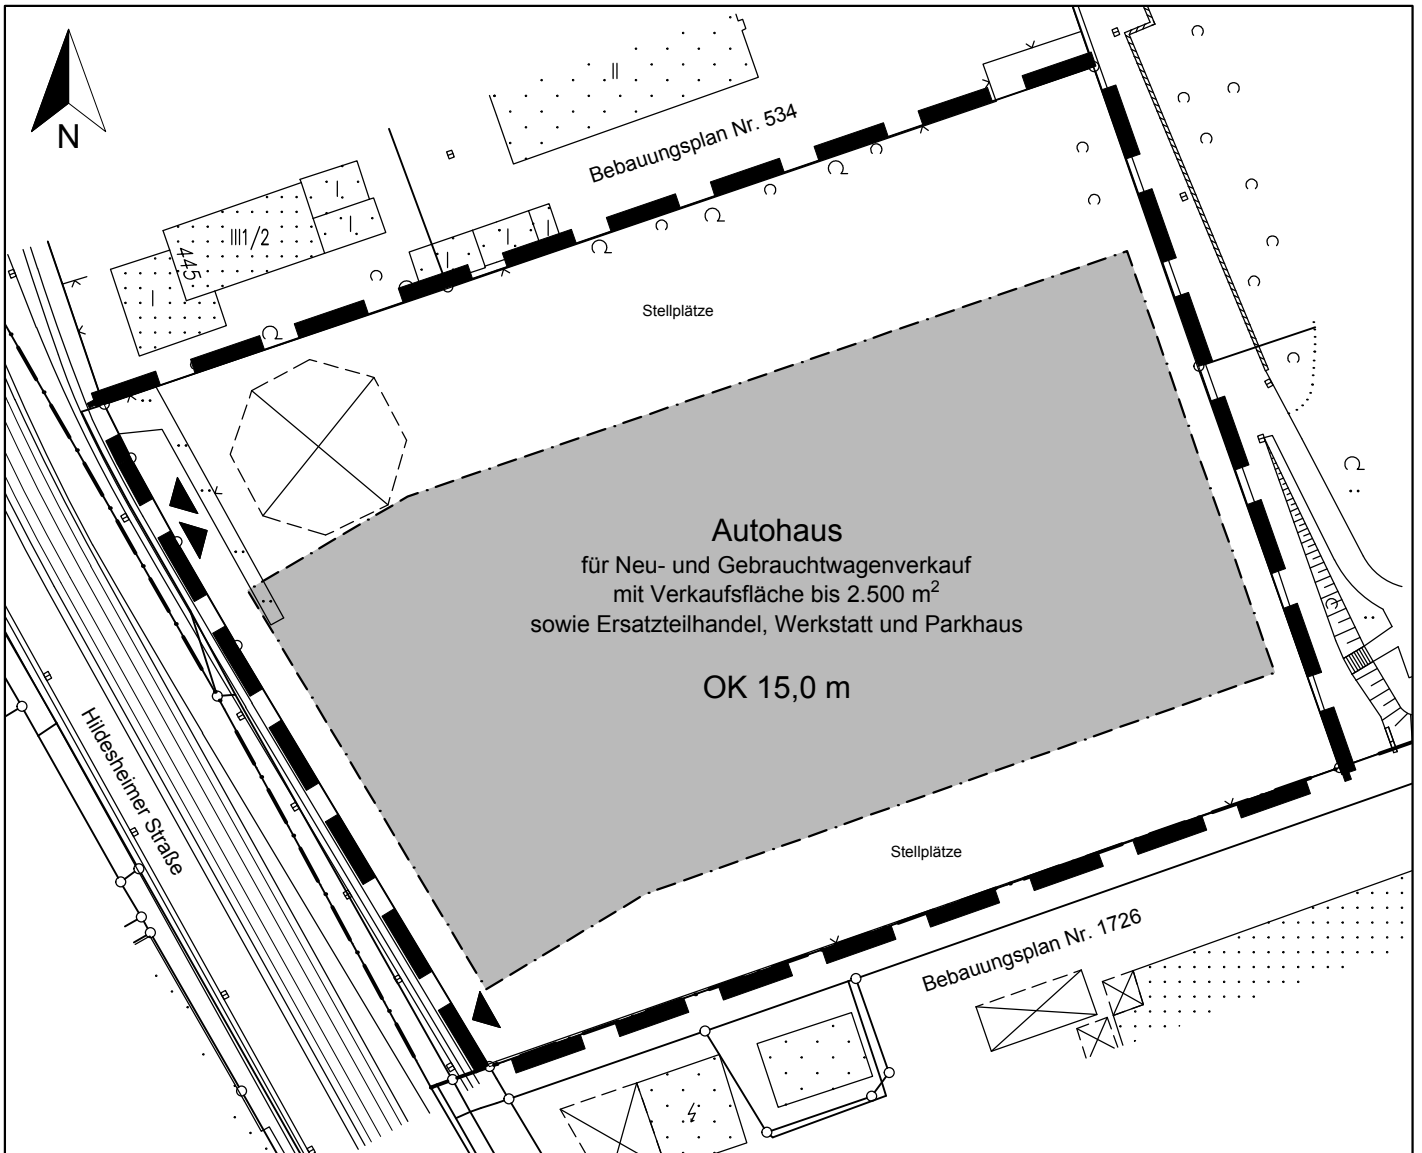 N
II
Bebauungsplan Nr. 534
I
I
III1/2
445
I
I
I
I
Stellplätze
Autohaus
für Neu- und Gebrauchtwagenverkauf
mit Verkaufsfläche bis 2.500 m²
sowie Ersatzteilhandel, Werkstatt und Parkhaus
OK 15,0 m
Hildesheimer Straße
Stellplätze
Bebauungsplan Nr. 1726